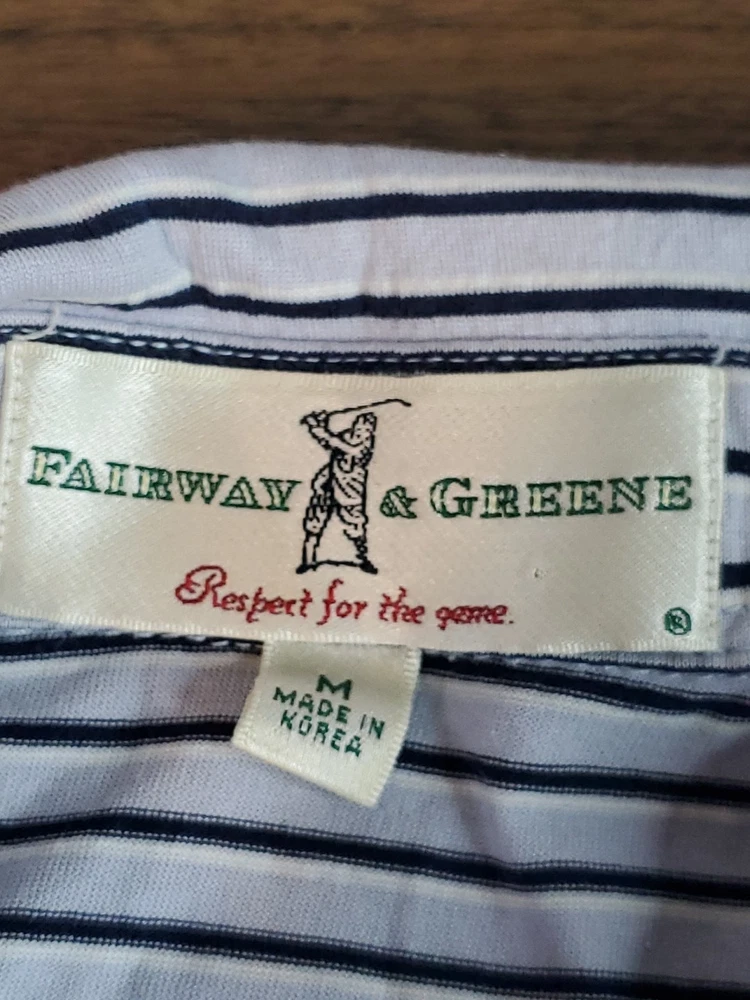 FAIRWAY & GREENE
Respect for the game.
®
M
MADE IN
KOREA